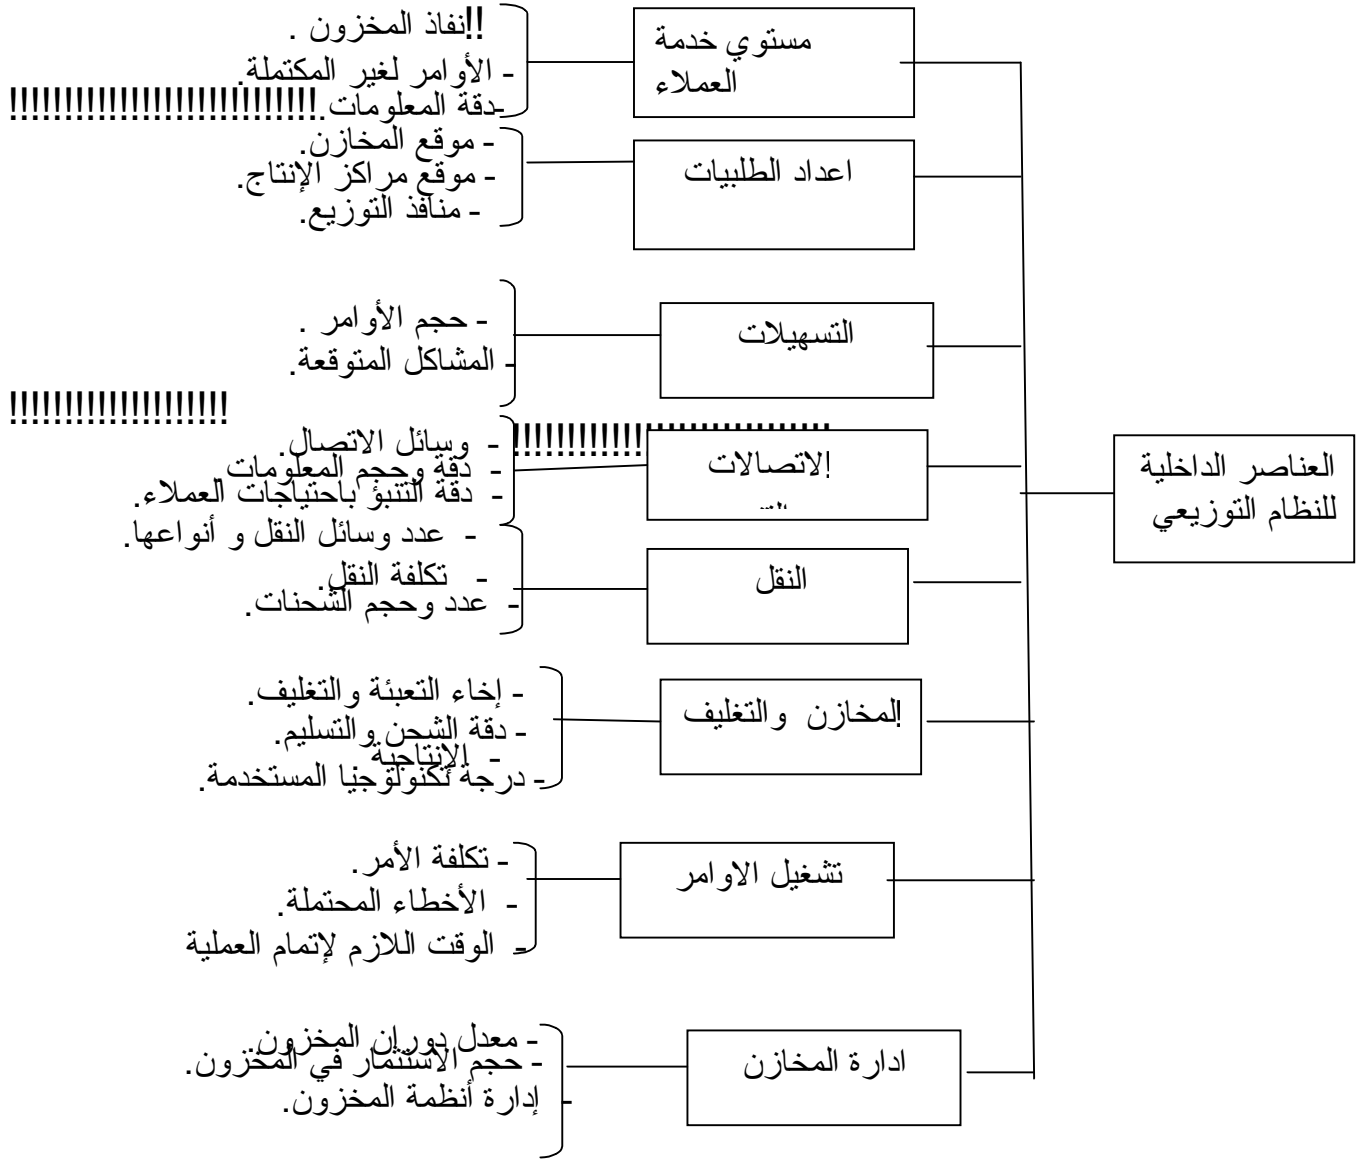 العناصر الداخلية
للنظام التوزيعي
مستوي خدمة
العملاء
!!نفاذ المخزون .
- الأوامر لغير المكتملة.
-دقة المعلومات.!!!!!!!!!!!!!!!!!!!!!!!!!!!!
اعداد الطلبيات
- موقع المخازن.
- موقع مراكز الإنتاج.
- منافذ التوزيع.
التسهيلات
- حجم الأوامر .
- المشاكل المتوقعة.
!!!!!!!!!!!!!!!!!!!!
!!!!!!!!!!!!!!!!!!!!!!!!!!!!!
!الاتصالات
- وسائل الاتصال.
- دقة وحجم المعلومات.
- دقة التنبؤ باحتياجات العملاء.
النقل
- عدد وسائل النقل و أنواعها.
- تكلفة النقل.
- عدد وحجم الشحنات.
!المخازن والتغليف
- إخاء التعبئة والتغليف.
- دقة الشحن والتسليم.
- الإنتاجية
- درجة تكنولوجيا المستخدمة.
تشغيل الاوامر
- تكلفة الأمر.
- الأخطاء المحتملة.
- الوقت اللازم لإتمام العملية
ادارة المخازن
- معدل دوران المخزون.
- حجم الاستثمار في المخزون.
- إدارة أنظمة المخزون.